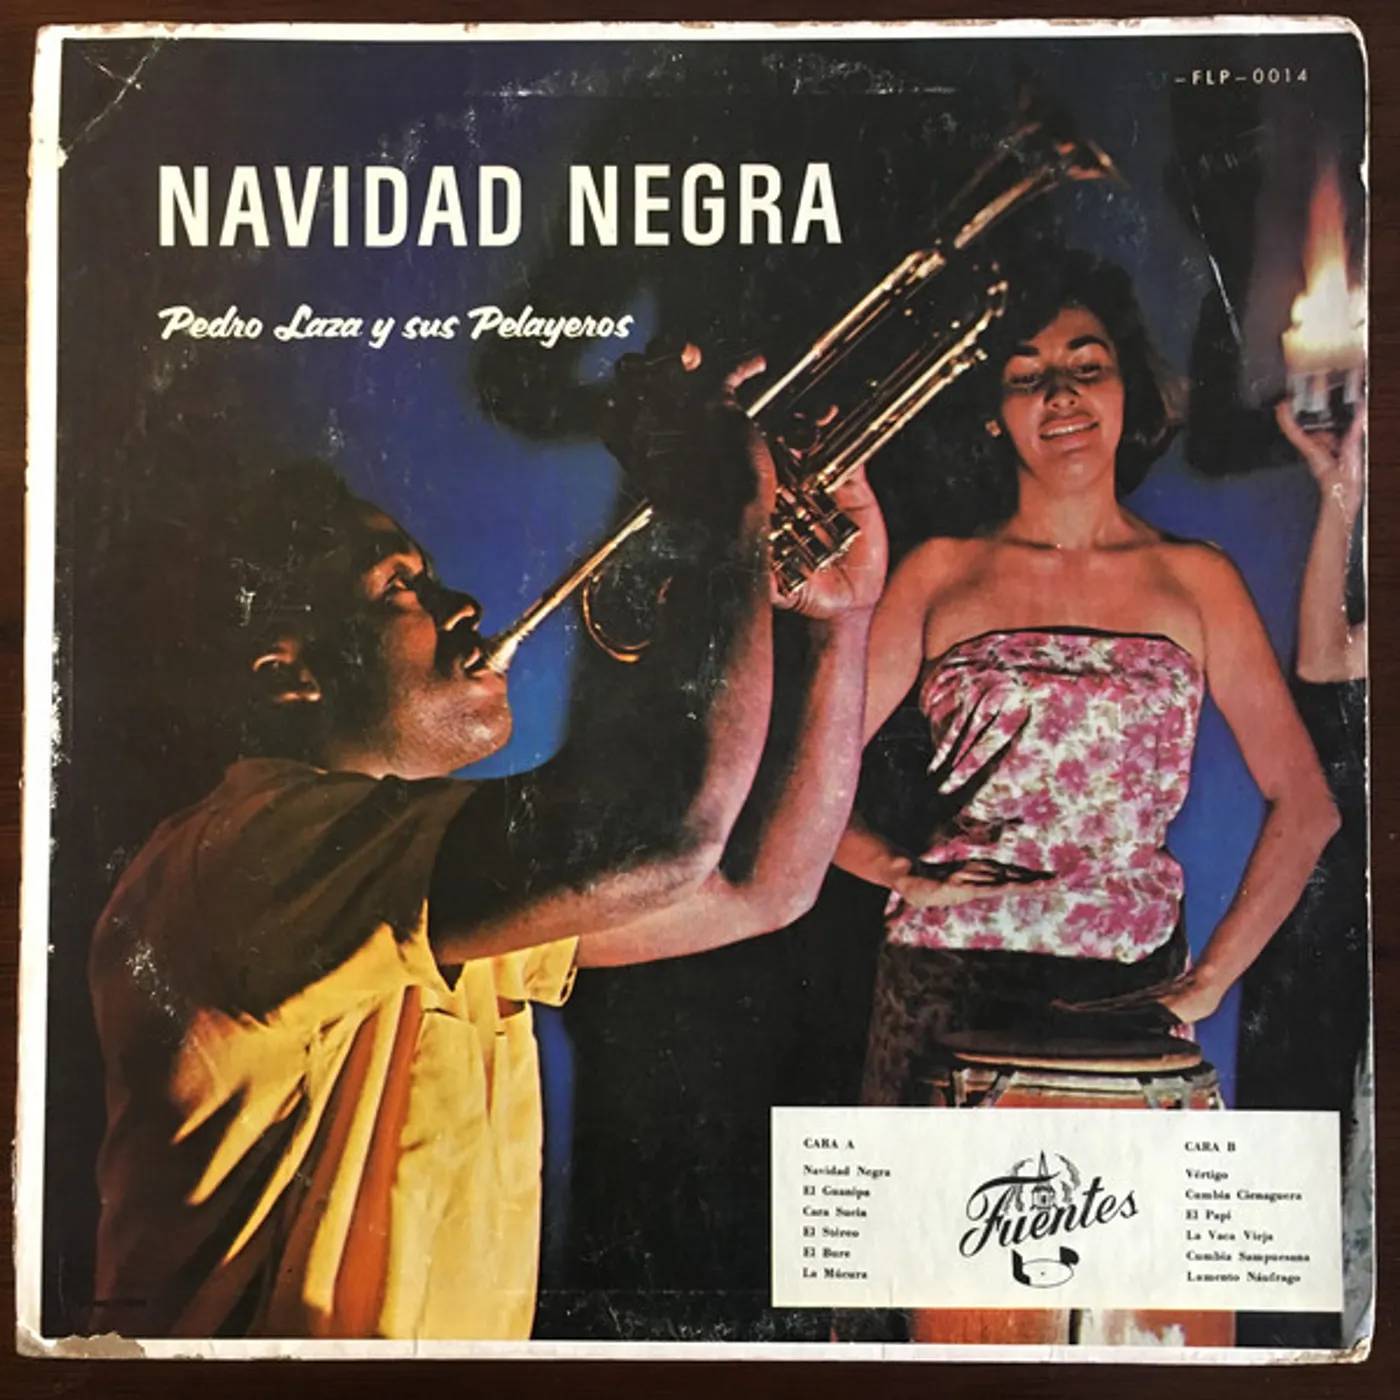 -FLP-0014
NAVIDAD NEGRA
Pedro Laza y sus Pelayeros
CARA A
Navidad Negra
El Guanipa
Cara Sucia
El
El Bure
La Múcura
Fuentes
CARA B
Vértigo
Cumbia Cienaguera
El Papi
La Vaca Vieja
Cumbia Sampuesana
Lamento Náufrago